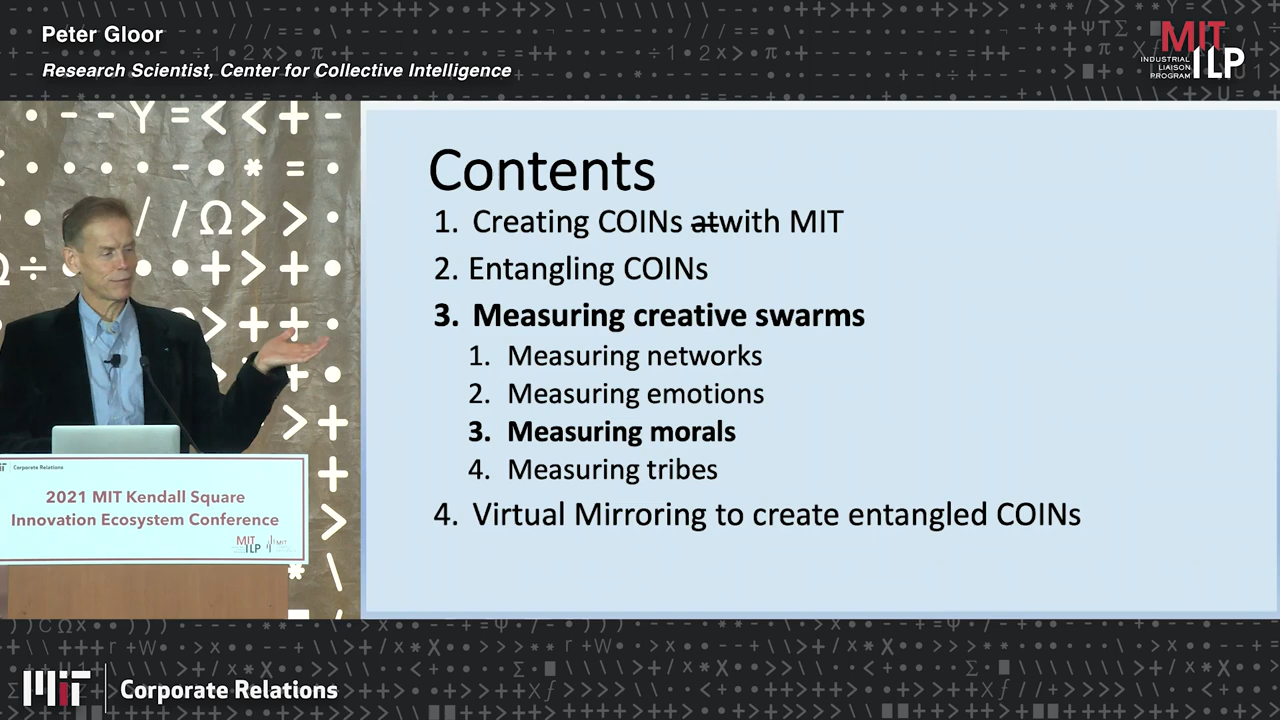 Peter Gloor
Research Scientist, Center for Collective Intelligence
MIT
INDUSTRIAL
LIAISON
PROGRAM
ILP
Contents
1. Creating COINs atwith MIT
2. Entangling COINs
3. Measuring creative swarms
1. Measuring networks
2. Measuring emotions
3. Measuring morals
4. Measuring tribes
4. Virtual Mirroring to create entangled COINs
Corporate Relations
2021 MIT Kendall Square
Innovation Ecosystem Conference
MIT
ILP
MIT
Corporate Relations